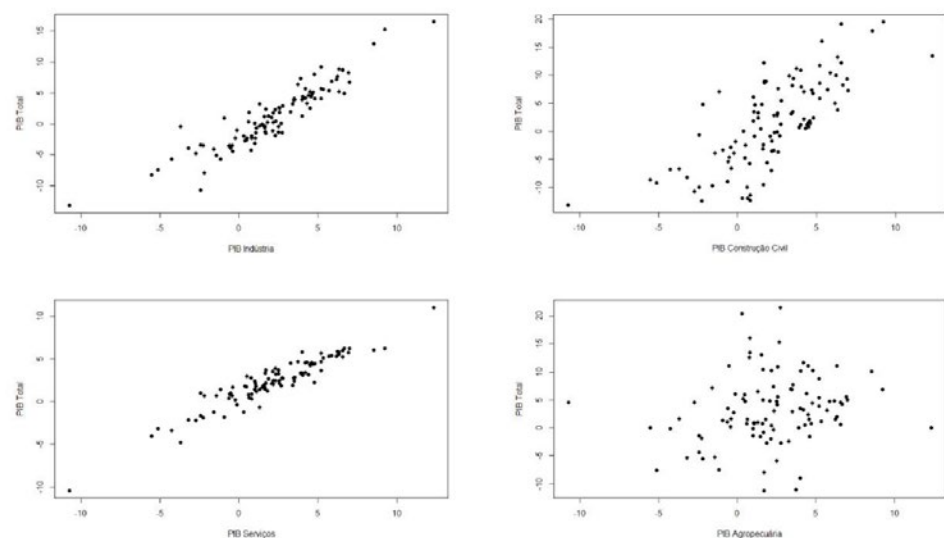 15
10
5
0
-5
-10
PIB Total
-10 -5 0 5 10
PIB Indústria
20
15
10
5
0
-5
-10
PIB Total
-10 -5 0 5 10
PIB Construção Civil
10
5
0
-5
-10
PIB Total
-10 -5 0 5 10
PIB Serviços
20
15
10
5
0
-5
-10
PIB Total
-10 -5 0 5 10
PIB Agropecuária